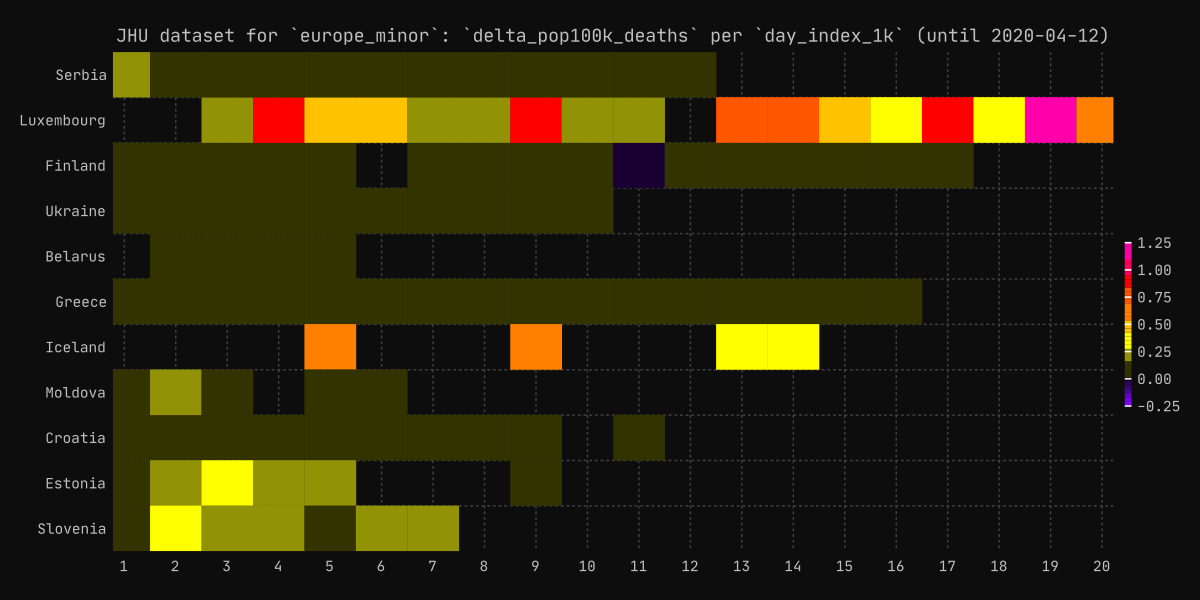 JHU dataset for `europe_minor`: `delta_pop100k_deaths` per `day_index_1k` (until 2020-04-12)
Serbia
Luxembourg
Finland
Ukraine
Belarus
Greece
Iceland
Moldova
Croatia
Estonia
Slovenia
1 2 3 4 5 6 7 8 9 10 11 12 13 14 15 16 17 18 19 20
1.25
1.00
0.75
0.50
0.25
0.00
-0.25